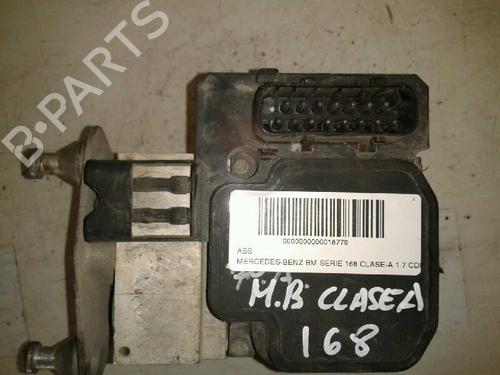 B-PARTS
0000000000018779
ABS
MERCEDES-BENZ BM SERIE 168 CLASE-A 1.7 CDI
M.B CLASE A
168